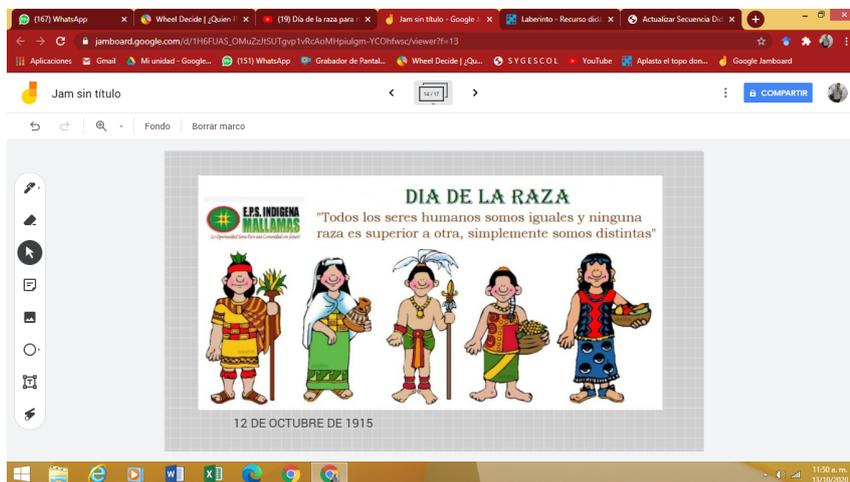 (167) WhatsApp
Wheel Decide | ¿Quien
(19) Día de la raza para
Jam sin título - Google
Laberinto - Recurso didá
Actualizar Secuencia Did
jamboard.google.com/d/1H6FUAS_OMuZzJtSUTgvp1vRcAoMHpiulgm-YCOhfwsc/viewer?f=13
Aplicaciones Gmail Mi unidad - Google... (151) WhatsApp Grabador de Pantal... Wheel Decide | ¿Qu... S Y G E S C O L YouTube Aplasta el topo don... Google Jamboard
Jam sin título
14 / 17
COMPARTIR
Fondo Borrar marco
DIA DE LA RAZA
E.P.S. INDIGENA
MALLAMAS
"Todos los seres humanos somos iguales y ninguna
raza es superior a otra, simplemente somos distintas"
12 DE OCTUBRE DE 1915
11:50 a. m.
13/10/2020